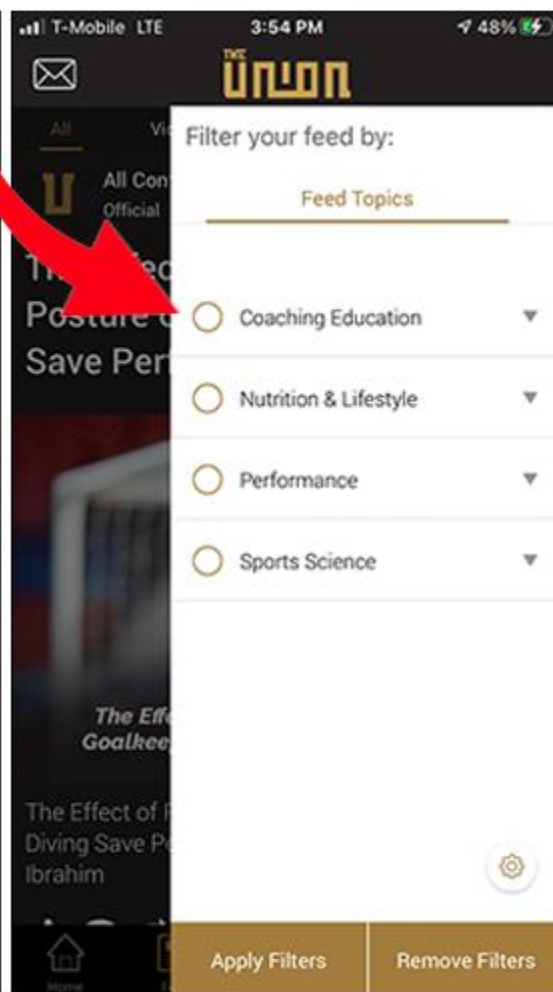 T-Mobile LTE 3:54 PM 48%
THE
UNION
All
Filter your feed by:
All Con
Official
Feed Topics
Posture
Save Per
Coaching Education
Nutrition & Lifestyle
Performance
Sports Science
The Effe
Goalkee
The Effect of
Diving Save Pe
Ibrahim
Apply Filters Remove Filters
Home